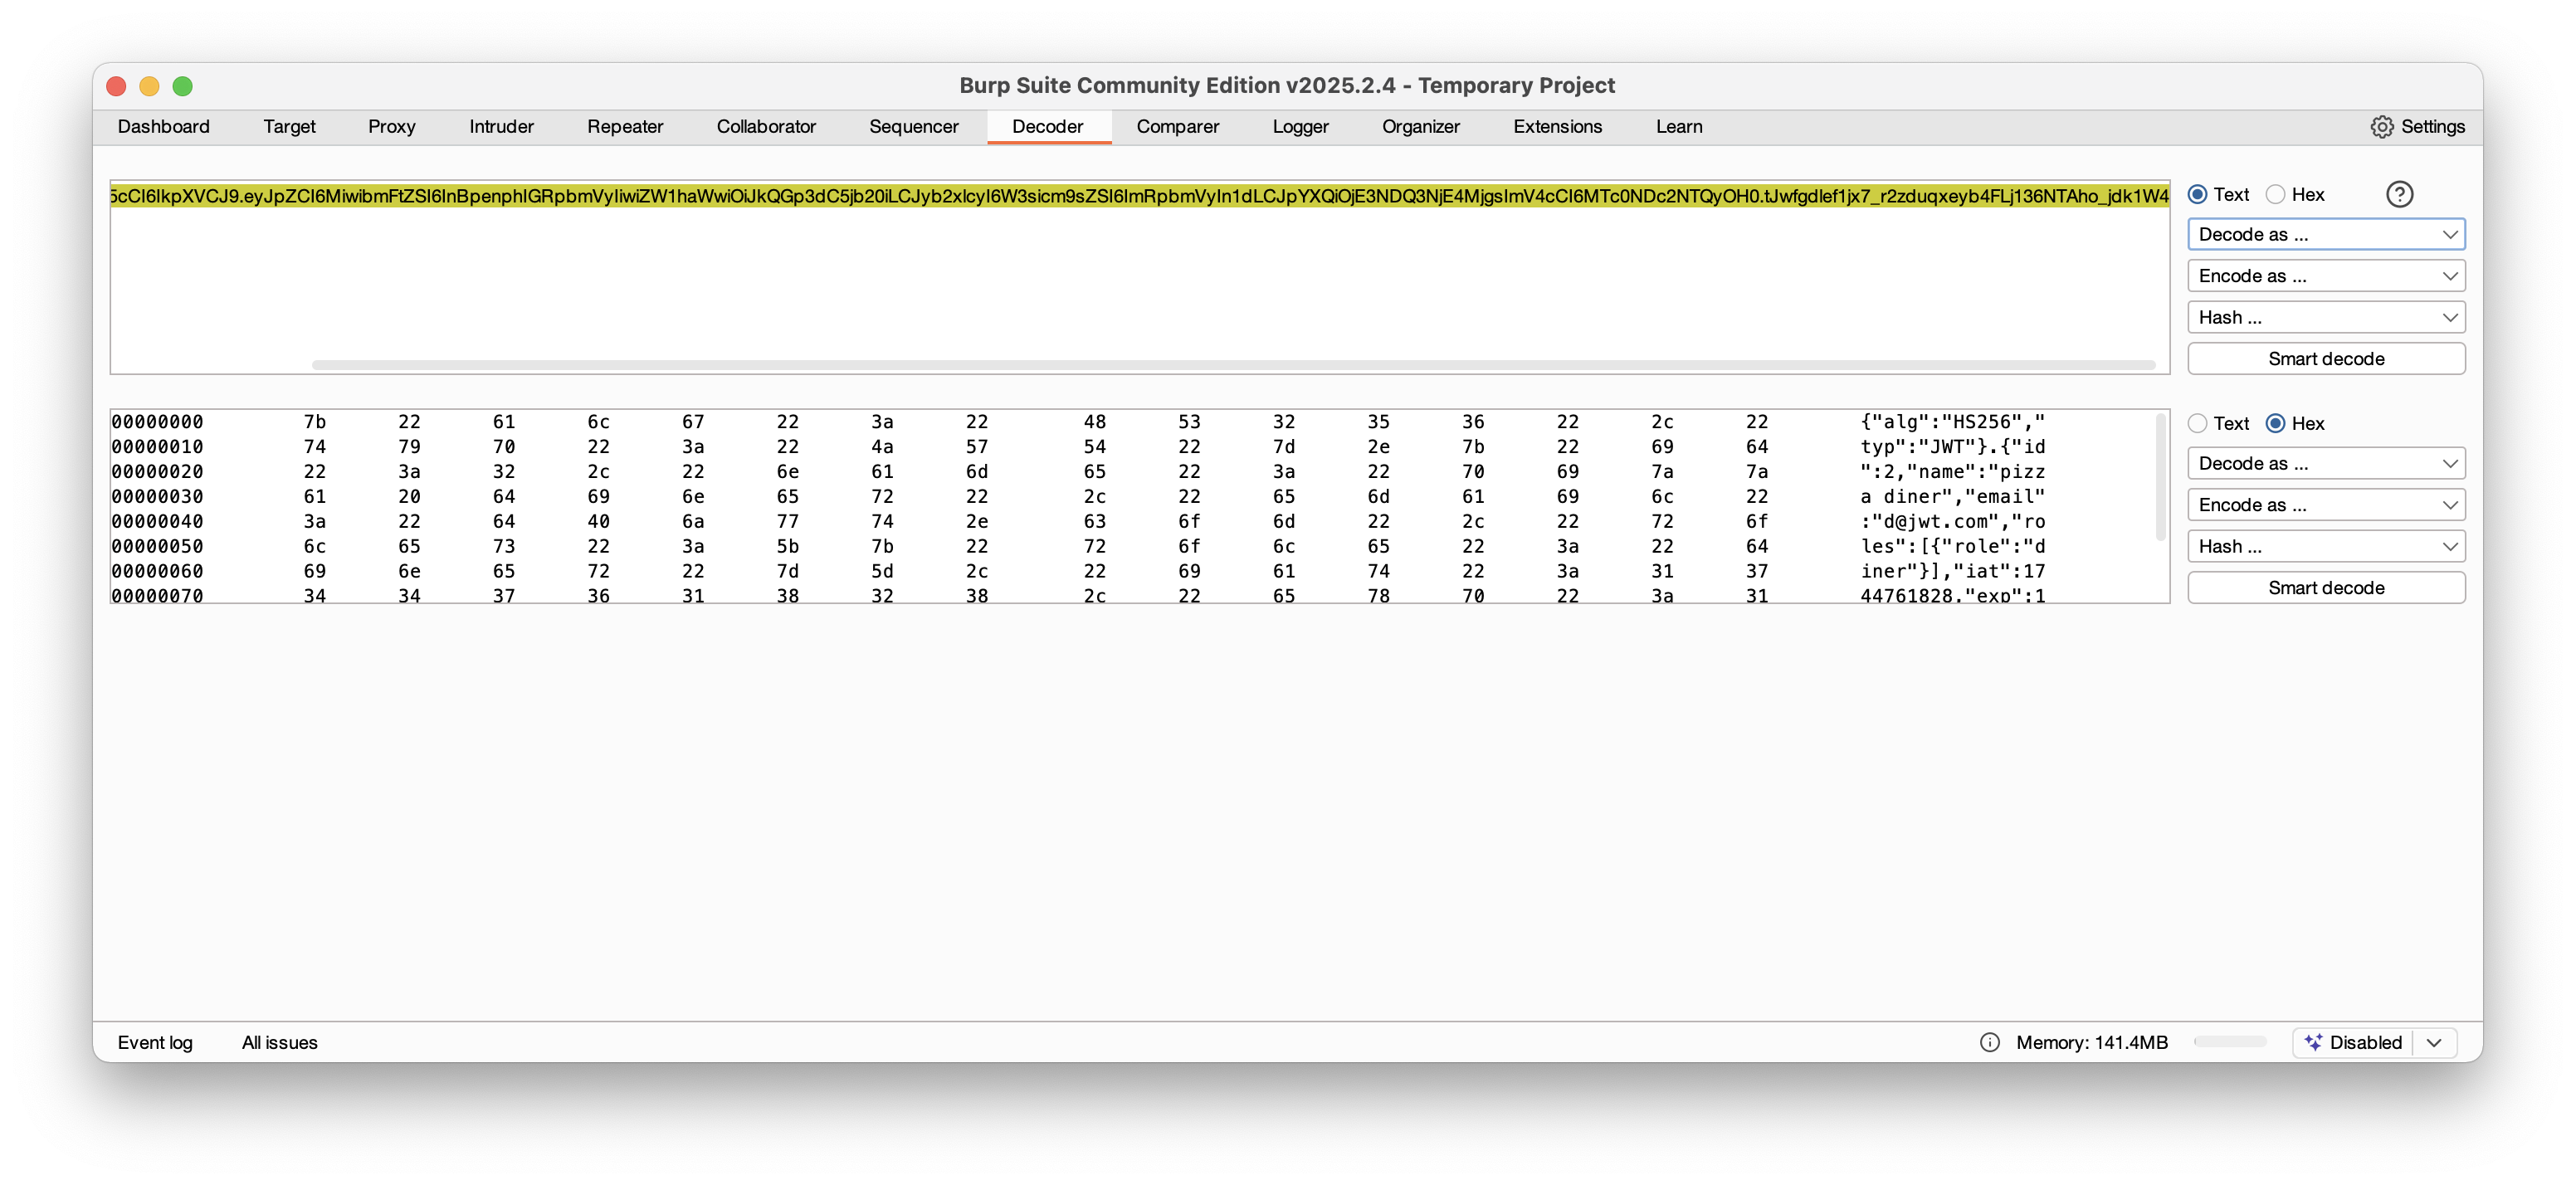 Burp Suite Community Edition v2025.2.4 - Temporary Project
Dashboard Target Proxy Intruder Repeater Collaborator Sequencer Decoder Comparer Logger Organizer Extensions Learn Settings
5cCI6IkpXVCJ9.eyJpZCI6MiwibmFtZSI6InBpenphIGRpbmVyIiwiZW1haWwiOiJkQGp3dC5jb20iLCJyb2xlcyI6W3sicm9sZSI6ImRpbmVyIn1dLCJpYXQiOjE3NDQ3NjE4MjgsImV4cCI6MTc0NDc2NTQyOH0.tJwfgdIef1jx7_r2zduqxeyb4FLj136NTAho_jdk1W4
Text Hex ?
Decode as ...
Encode as ...
Hash ...
Smart decode
00000000 7b 22 61 6c 67 22 3a 22 48 53 32 35 36 22 2c 22 {"alg":"HS256","
00000010 74 79 70 22 3a 22 4a 57 54 22 7d 2e 7b 22 69 64 typ":"JWT"}.{"id
00000020 22 3a 32 2c 22 6e 61 6d 65 22 3a 22 70 69 7a 7a ":2,"name":"pizz
00000030 61 20 64 69 6e 65 72 22 2c 22 65 6d 61 69 6c 22 a diner","email"
00000040 3a 22 64 40 6a 77 74 2e 63 6f 6d 22 2c 22 72 6f :"d@jwt.com","ro
00000050 6c 65 73 22 3a 5b 7b 22 72 6f 6c 65 22 3a 22 64 les":[{"role":"d
00000060 69 6e 65 72 22 7d 5d 2c 22 69 61 74 22 3a 31 37 iner"}],"iat":17
00000070 34 34 37 36 31 38 32 38 2c 22 65 78 70 22 3a 31 44761828,"exp":1
Text Hex
Decode as ...
Encode as ...
Hash ...
Smart decode
Event log All issues Memory: 141.4MB Disabled